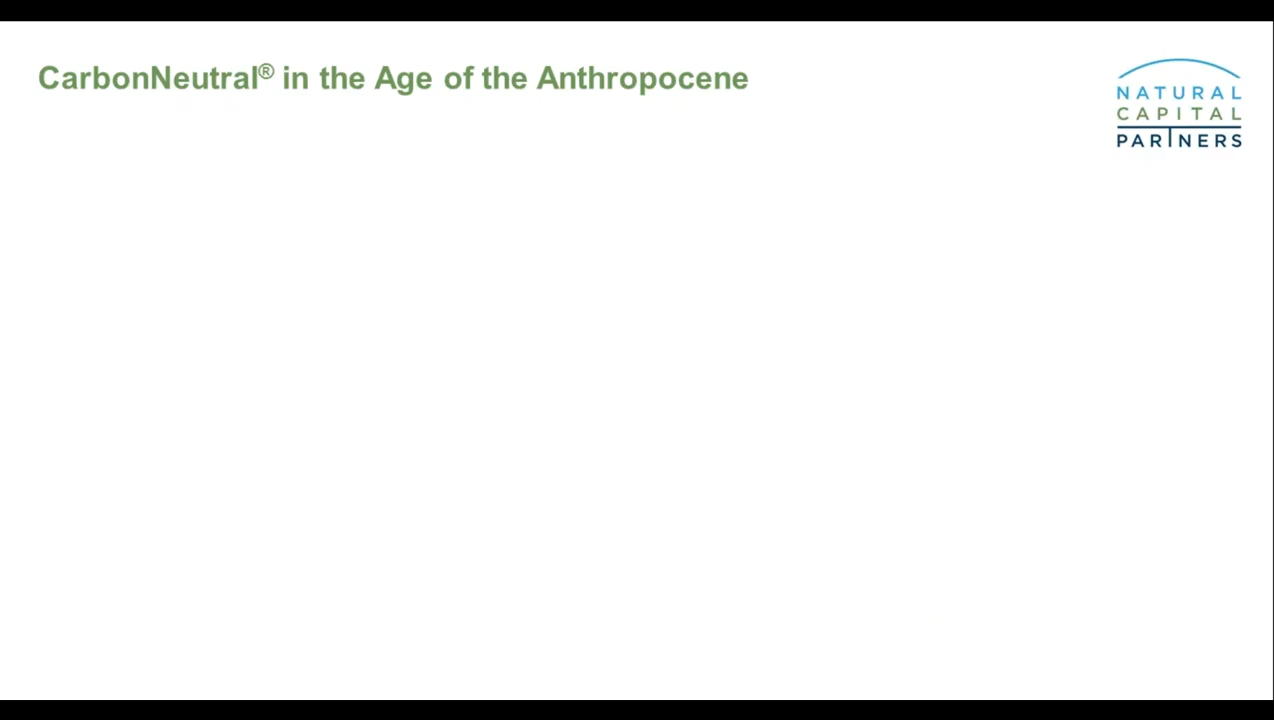 CarbonNeutral® in the Age of the Anthropocene
NATURAL
CAPITAL
PARTNERS